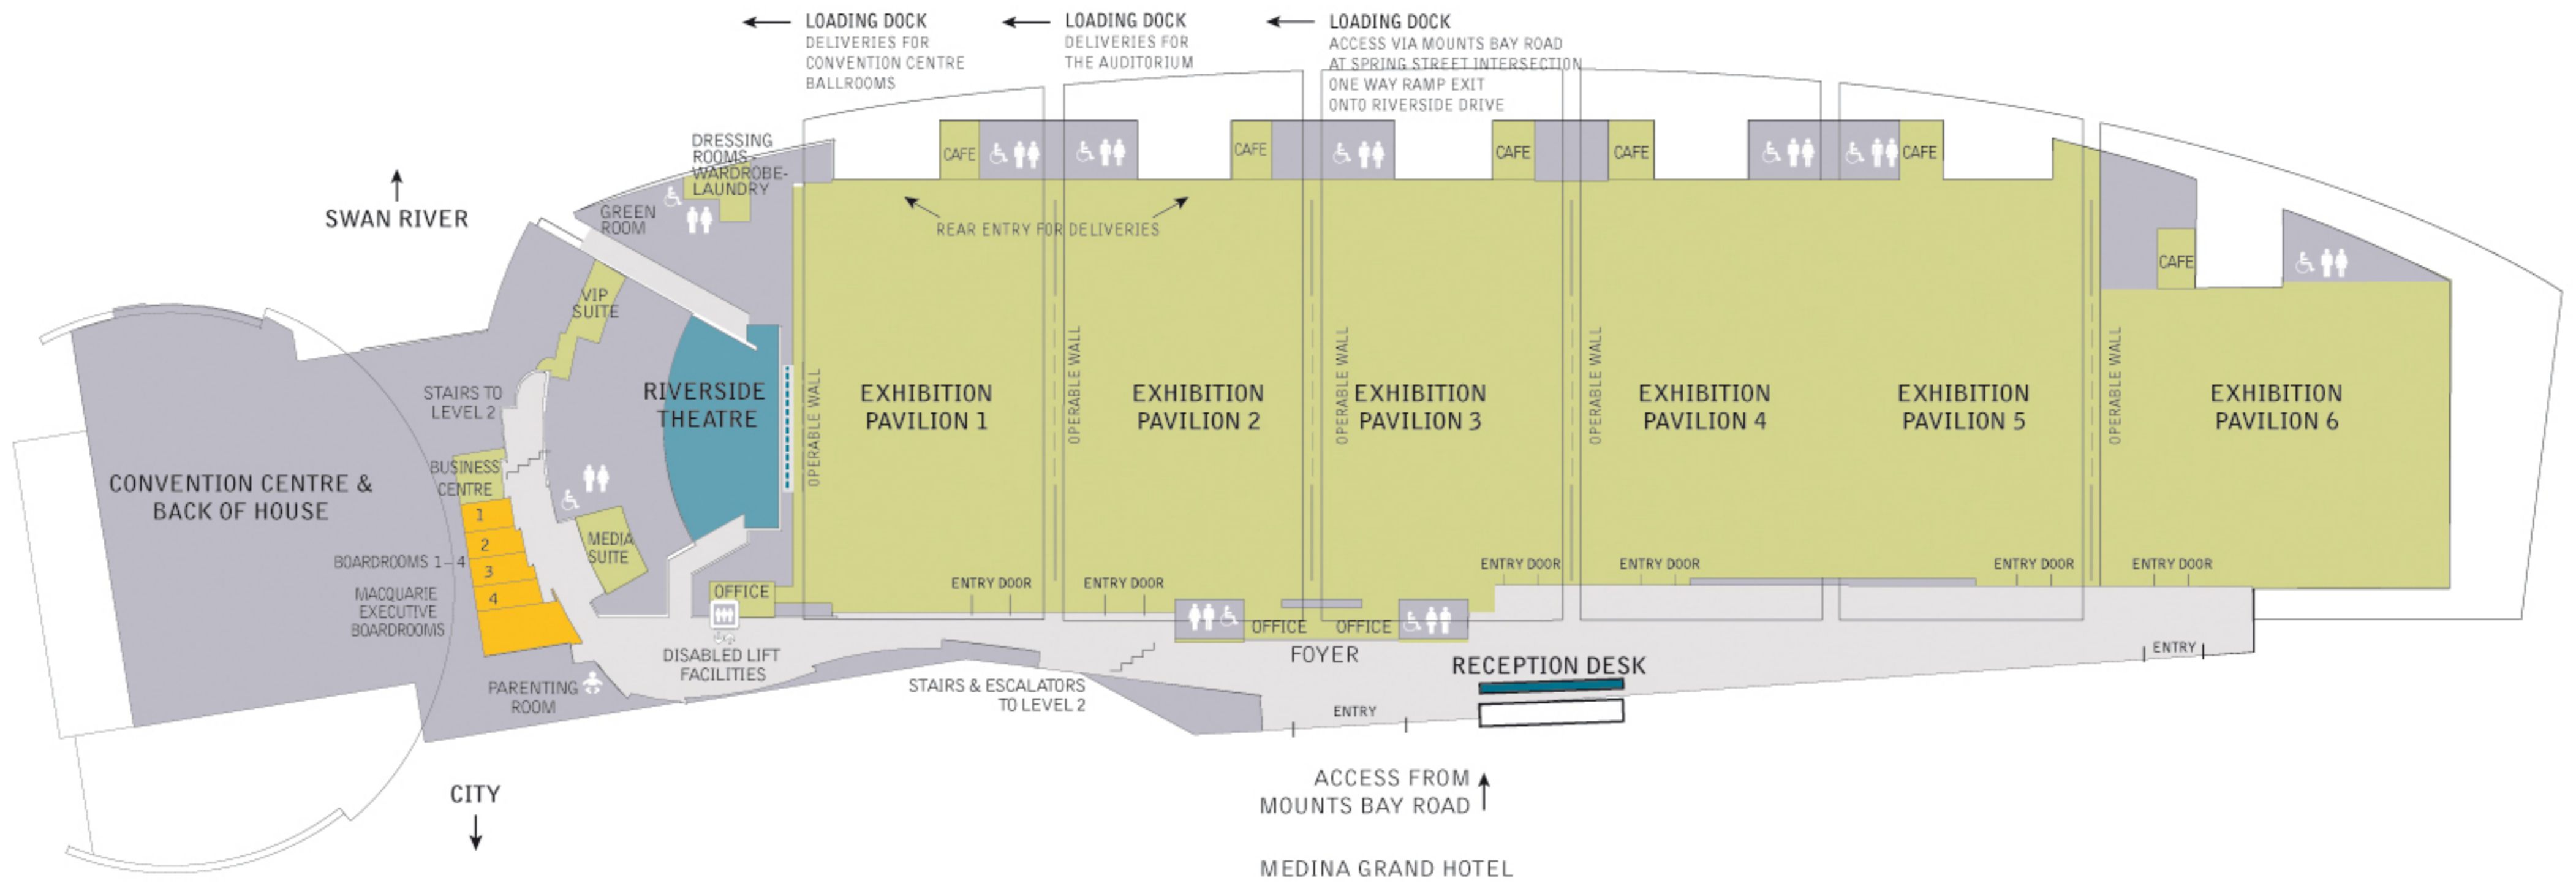 LOADING DOCK
DELIVERIES FOR
CONVENTION CENTRE
BALLROOMS
LOADING DOCK
DELIVERIES FOR
THE AUDITORIUM
LOADING DOCK
ACCESS VIA MOUNTS BAY ROAD
AT SPRING STREET INTERSECTION
ONE WAY RAMP EXIT
ONTO RIVERSIDE DRIVE
DRESSING
ROOMS-
WARDROBE-
LAUNDRY
CAFE
CAFE
CAFE
CAFE
CAFE
CAFE
SWAN RIVER
GREEN
ROOM
REAR ENTRY FOR DELIVERIES
VIP
SUITE
STAIRS TO
LEVEL 2
RIVERSIDE
THEATRE
OPERABLE WALL
EXHIBITION
PAVILION 1
OPERABLE WALL
EXHIBITION
PAVILION 2
OPERABLE WALL
EXHIBITION
PAVILION 3
OPERABLE WALL
EXHIBITION
PAVILION 4
EXHIBITION
PAVILION 5
OPERABLE WALL
EXHIBITION
PAVILION 6
CONVENTION CENTRE &
BACK OF HOUSE
BUSINESS
CENTRE
1
2
3
4
BOARDROOMS 1-4
MACQUARIE
EXECUTIVE
BOARDROOMS
MEDIA
SUITE
OFFICE
ENTRY DOOR
ENTRY DOOR
ENTRY DOOR
ENTRY DOOR
ENTRY DOOR
ENTRY DOOR
OFFICE
OFFICE
FOYER
DISABLED LIFT
FACILITIES
PARENTING
ROOM
STAIRS & ESCALATORS
TO LEVEL 2
RECEPTION DESK
ENTRY
ENTRY
CITY
ACCESS FROM
MOUNTS BAY ROAD
MEDINA GRAND HOTEL